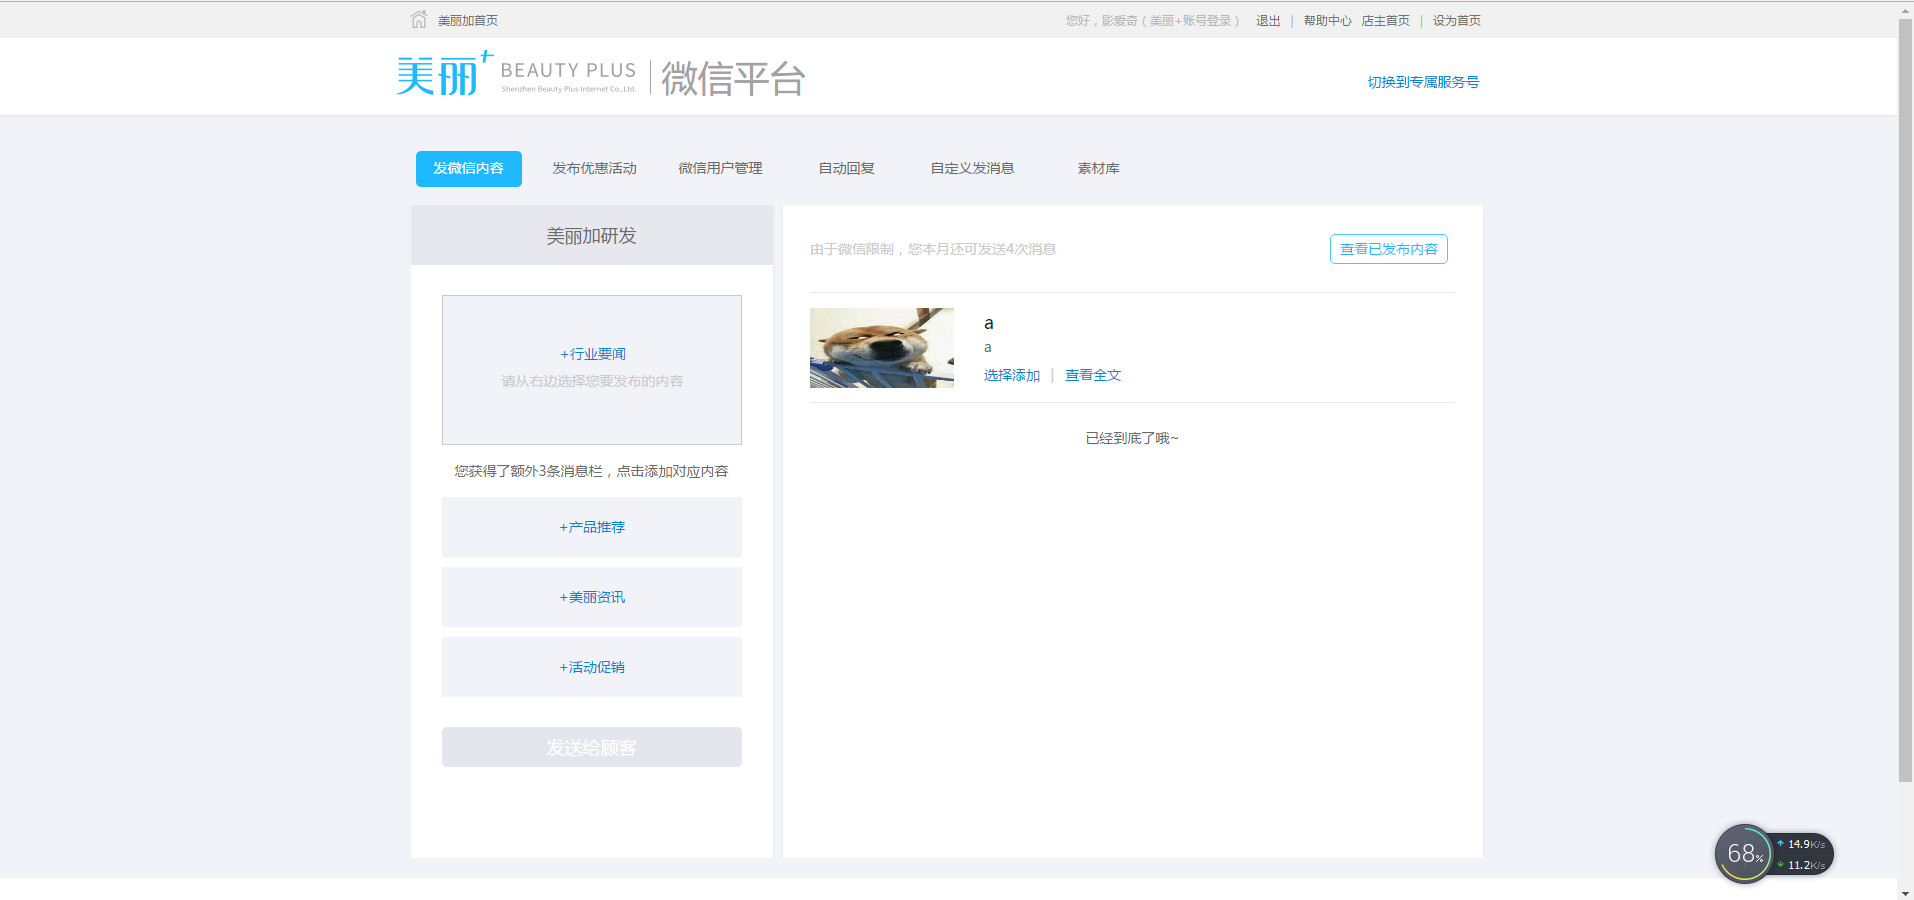 美丽加首页
您好，影爱奇（美丽+账号登录） 退出 | 帮助中心 店主首页 | 设为首页
美丽+ BEAUTY PLUS 微信平台
Shenzhen Beauty Plus Internet Co.,Ltd.
切换到专属服务号
发微信内容 发布优惠活动 微信用户管理 自动回复 自定义发消息 素材库
美丽加研发
+行业要闻
请从右边选择您要发布的内容
您获得了额外3条消息栏，点击添加对应内容
+产品推荐
+美丽资讯
+活动促销
发送给顾客
由于微信限制，您本月还可发送4次消息
查看已发布内容
a
a
选择添加 | 查看全文
已经到底了哦~
68%
14.9K/s
11.2K/s